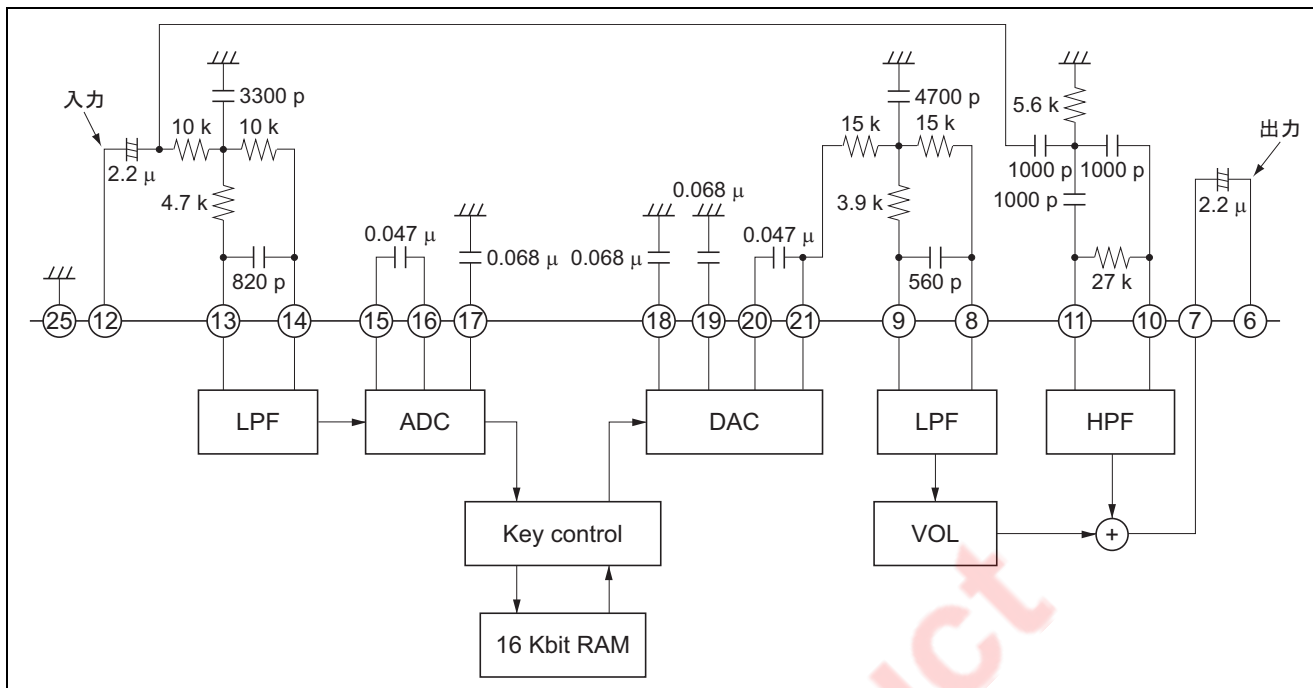 入力
2.2 μ
10 k
3300 p
10 k
4.7 k
820 p
0.047 μ
0.068 μ
0.068 μ
0.068 μ
0.047 μ
15 k
4700 p
15 k
3.9 k
560 p
5.6 k
1000 p
1000 p
1000 p
27 k
出力
2.2 μ
25 12 13 14 15 16 17 18 19 20 21 9 8 11 10 7 6
LPF
ADC
DAC
LPF
HPF
Key control
VOL
+
16 Kbit RAM
uct